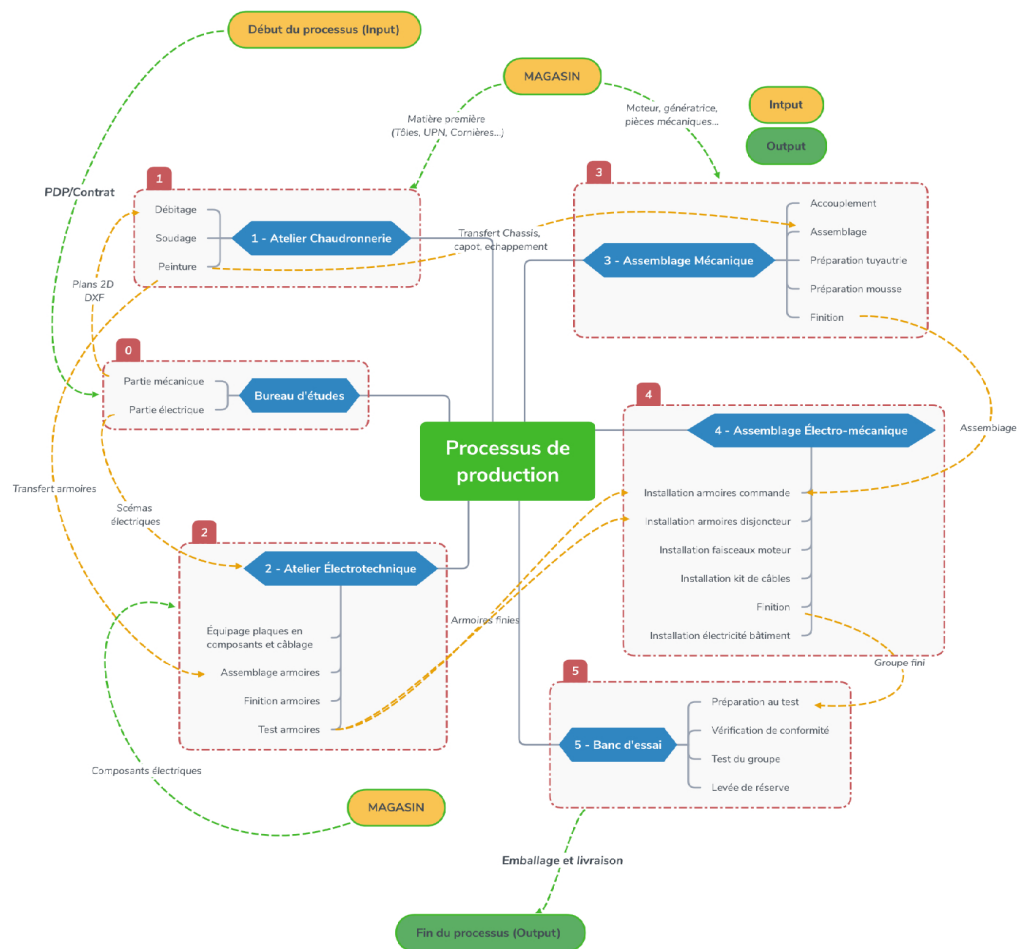 Début du processus (Input)
MAGASIN
Intput
Output
Matière première
(Tôles, UPN, Cornières...)
Moteur, génératrice,
pièces mécaniques...
PDP/Contrat
1
Débitage
Soudage
Peinture
1 - Atelier Chaudronnerie
Transfert Chassis,
capot, echappement
3
3 - Assemblage Mécanique
Accouplement
Assemblage
Préparation tuyautrie
Préparation mousse
Finition
Plans 2D
DXF
0
Partie mécanique
Partie électrique
Bureau d'études
Processus de
production
4
4 - Assemblage Électro-mécanique
Installation armoires commande
Installation armoires disjoncteur
Installation faisceaux moteur
Installation kit de câbles
Finition
Installation électricité bâtiment
Assemblage
Transfert armoires
Scémas
électriques
2
2 - Atelier Électrotechnique
Équipage plaques en
composants et câblage
Assemblage armoires
Finition armoires
Test armoires
Armoires finies
Groupe fini
5
5 - Banc d'essai
Préparation au test
Vérification de conformité
Test du groupe
Levée de réserve
Composants électriques
MAGASIN
Emballage et livraison
Fin du processus (Output)